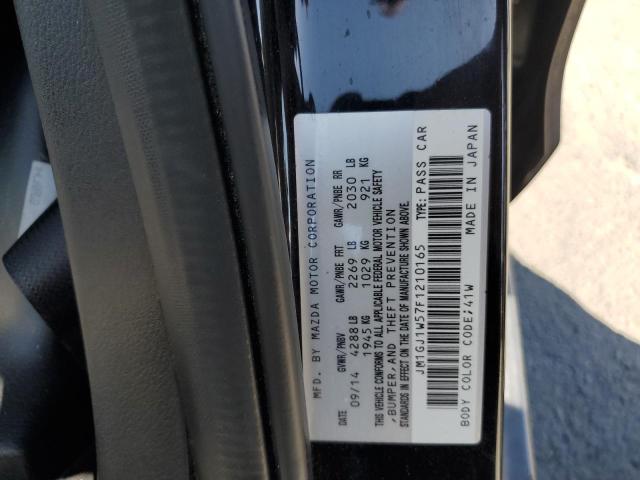 MFD. BY MAZDA MOTOR CORPORATION
DATE GVWR/PNBV GAWR/PNBE FRT GAWR/PNBE RR
09/14 4288 LB 2269 LB 2030 LB
1945 KG 1029 KG 921 KG
THIS VEHICLE CONFORMS TO ALL APPLICABLE FEDERAL MOTOR VEHICLE SAFETY
,BUMPER,AND THEFT PREVENTION
STANDARDS IN EFFECT ON THE DATE OF MANUFACTURE SHOWN ABOVE.
JM1GJ1W57F1210165 TYPE: PASS CAR
BODY COLOR CODE;41W MADE IN JAPAN